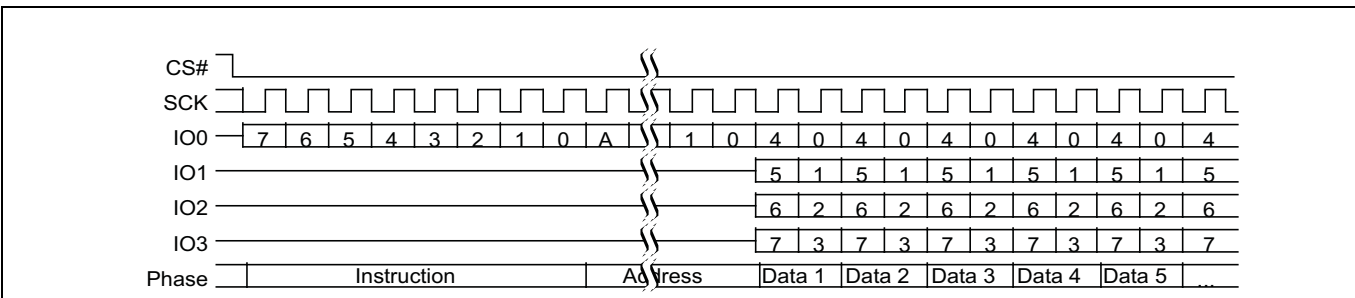 CS#
SCK
IO0 7 6 5 4 3 2 1 0 A 1 0 4 0 4 0 4 0 4 0 4 0 4
IO1 5 1 5 1 5 1 5 1 5 1 5
IO2 6 2 6 2 6 2 6 2 6 2 6
IO3 7 3 7 3 7 3 7 3 7 3 7
Phase Instruction Address Data 1 Data 2 Data 3 Data 4 Data 5 ...